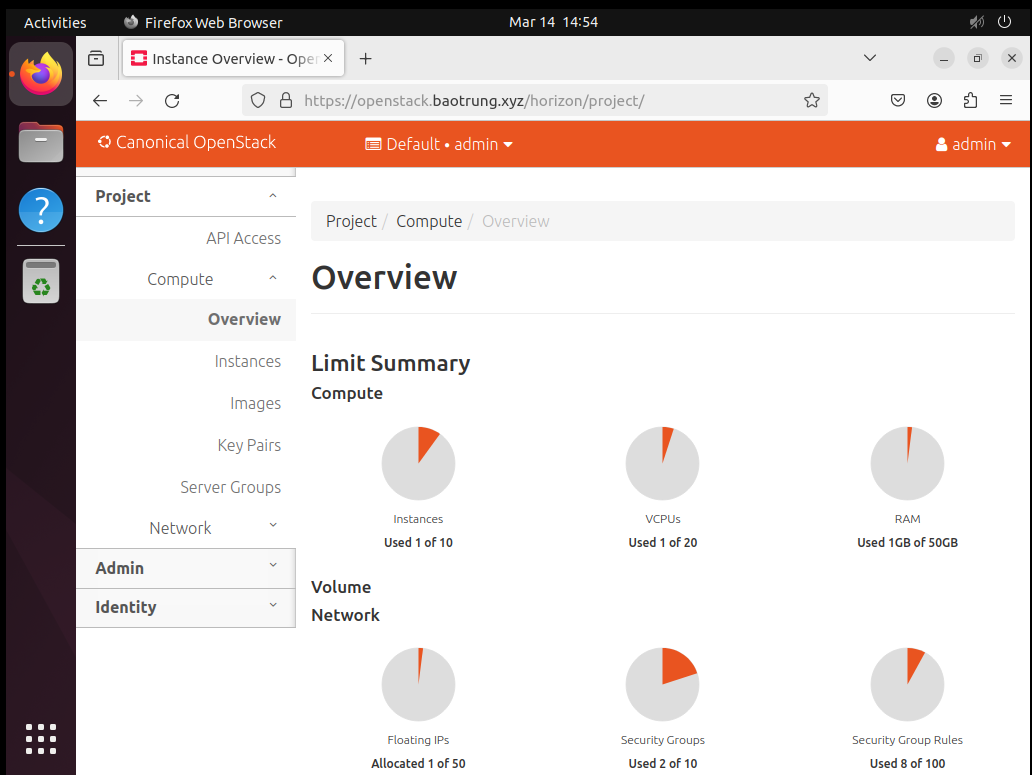 Activities Firefox Web Browser Mar 14 14:54
Instance Overview - Oper
https://openstack.baotrung.xyz/horizon/project/
Canonical OpenStack Default • admin admin
Project
API Access
Compute
Overview
Instances
Images
Key Pairs
Server Groups
Network
Admin
Identity
Project / Compute / Overview
Overview
Limit Summary
Compute
Instances VCPUs RAM
Used 1 of 10 Used 1 of 20 Used 1GB of 50GB
Volume
Network
Floating IPs Security Groups Security Group Rules
Allocated 1 of 50 Used 2 of 10 Used 8 of 100